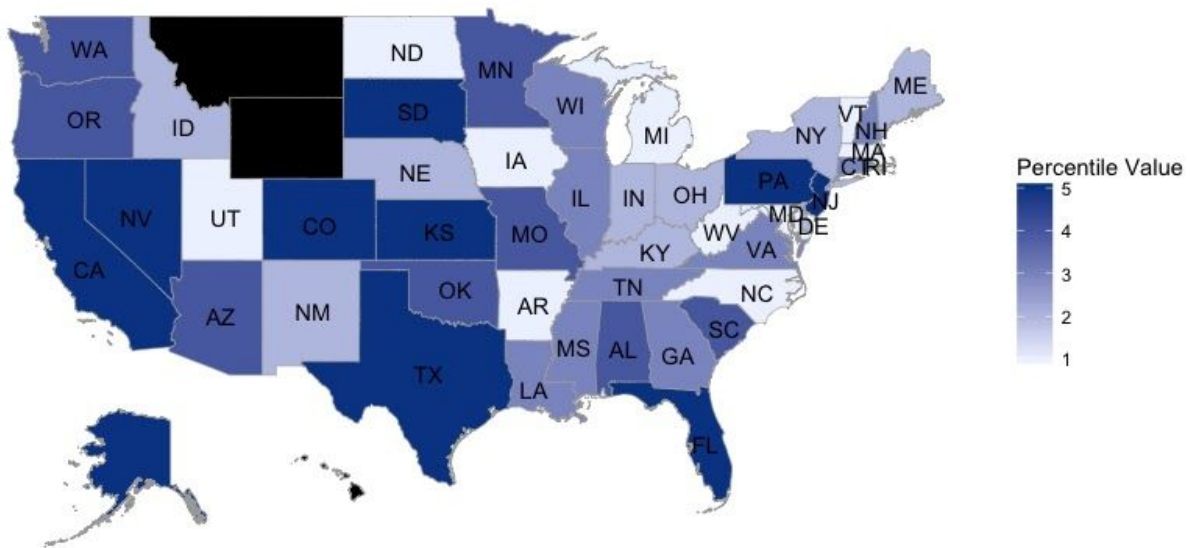 WA
ND
MN
ME
SD
VT
OR
WI
NH
ID
NY
MI
MA
IA
CT
RI
NE
PA
OH
IL
IN
NJ
NV
UT
CO
KS
MD
MO
WV
DE
CA
KY
VA
TN
OK
NC
AR
AZ
NM
SC
MS
AL
GA
TX
LA
FL
Percentile Value
5
4
3
2
1